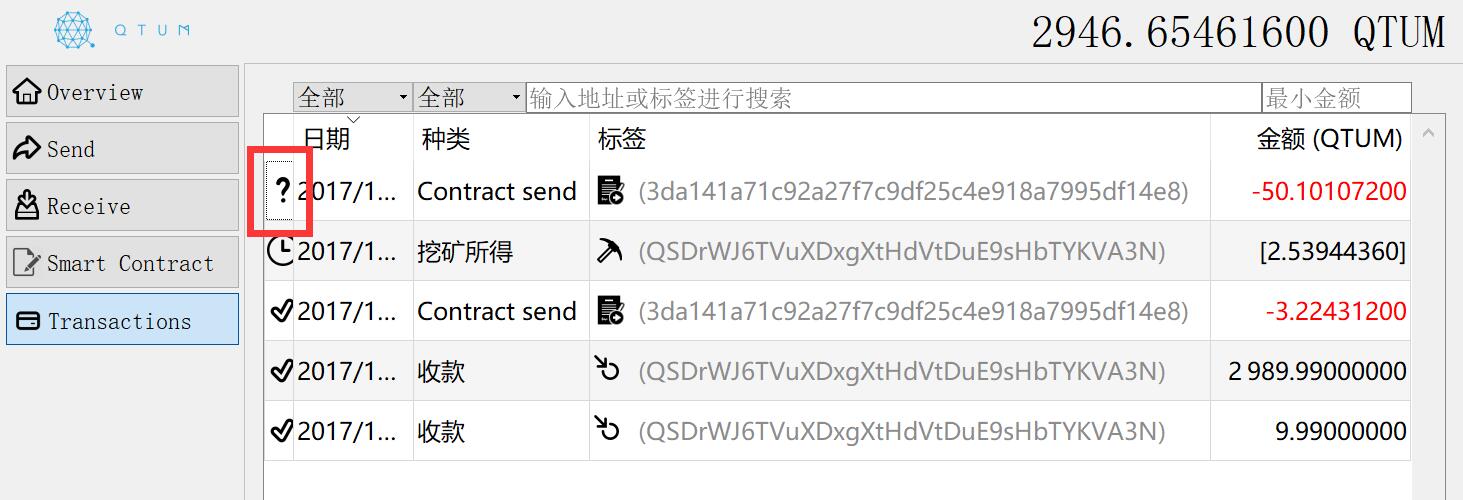 QTUM
2946.65461600 QTUM
Overview
Send
Receive
Smart Contract
Transactions
全部 全部 输入地址或标签进行搜索 最小金额
日期 种类 标签 金额 (QTUM)
? 2017/1... Contract send (3da141a71c92a27f7c9df25c4e918a7995df14e8) -50.10107200
2017/1... 挖矿所得 (QSDrWJ6TVuXDxgXtHdVtDuE9sHbTYKVA3N) [2.53944360]
2017/1... Contract send (3da141a71c92a27f7c9df25c4e918a7995df14e8) -3.22431200
2017/1... 收款 (QSDrWJ6TVuXDxgXtHdVtDuE9sHbTYKVA3N) 2 989.99000000
2017/1... 收款 (QSDrWJ6TVuXDxgXtHdVtDuE9sHbTYKVA3N) 9.99000000